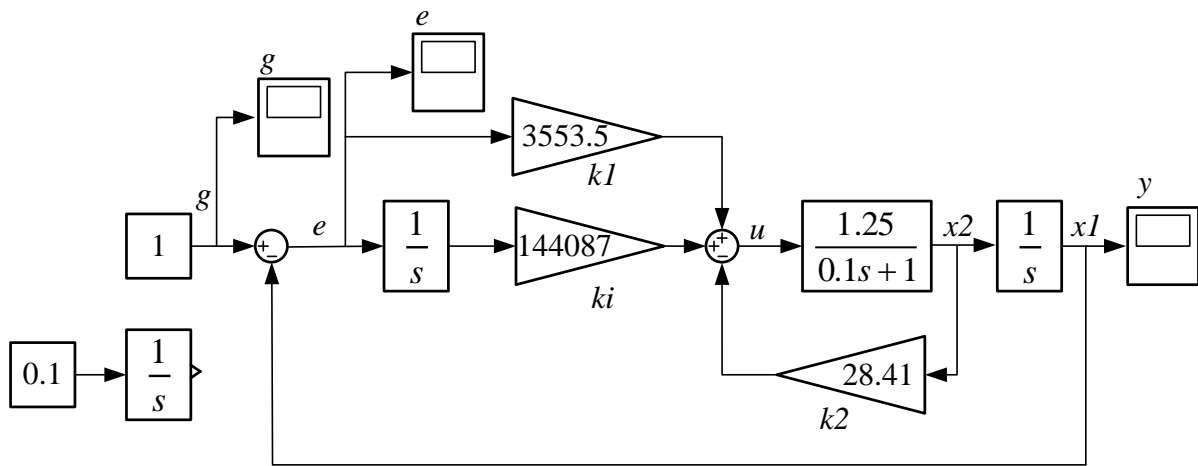 e
g
3553.5
k1
g
y
1
+
−
e
1
s
144087
ki
+
+
−
u
1.25
0.1s + 1
x2
1
s
x1
0.1
1
s
28.41
k2